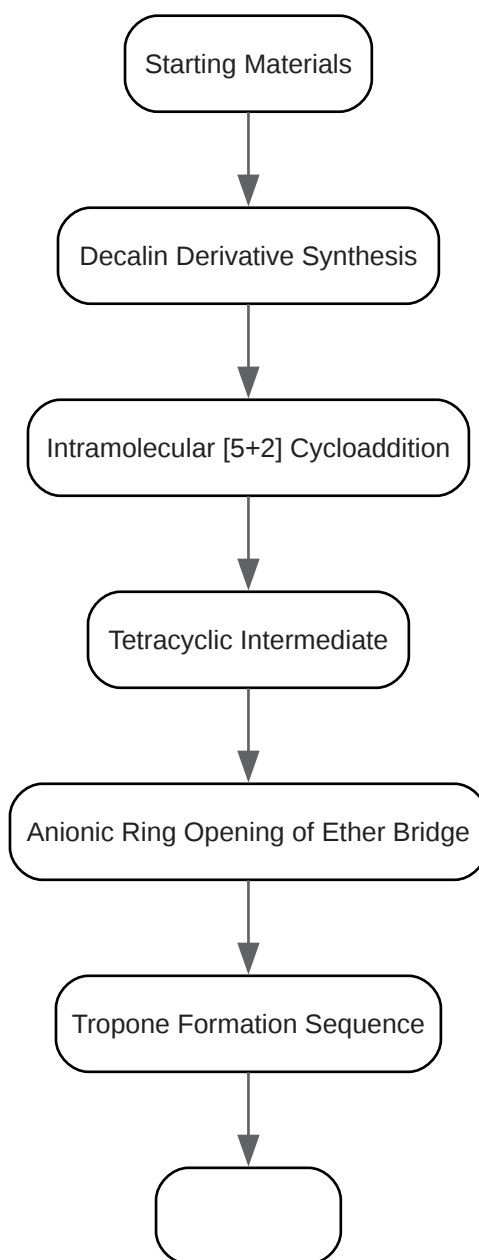 Starting Materials
Decalin Derivative Synthesis
Intramolecular [5+2] Cycloaddition
Tetracyclic Intermediate
Anionic Ring Opening of Ether Bridge
Tropone Formation Sequence